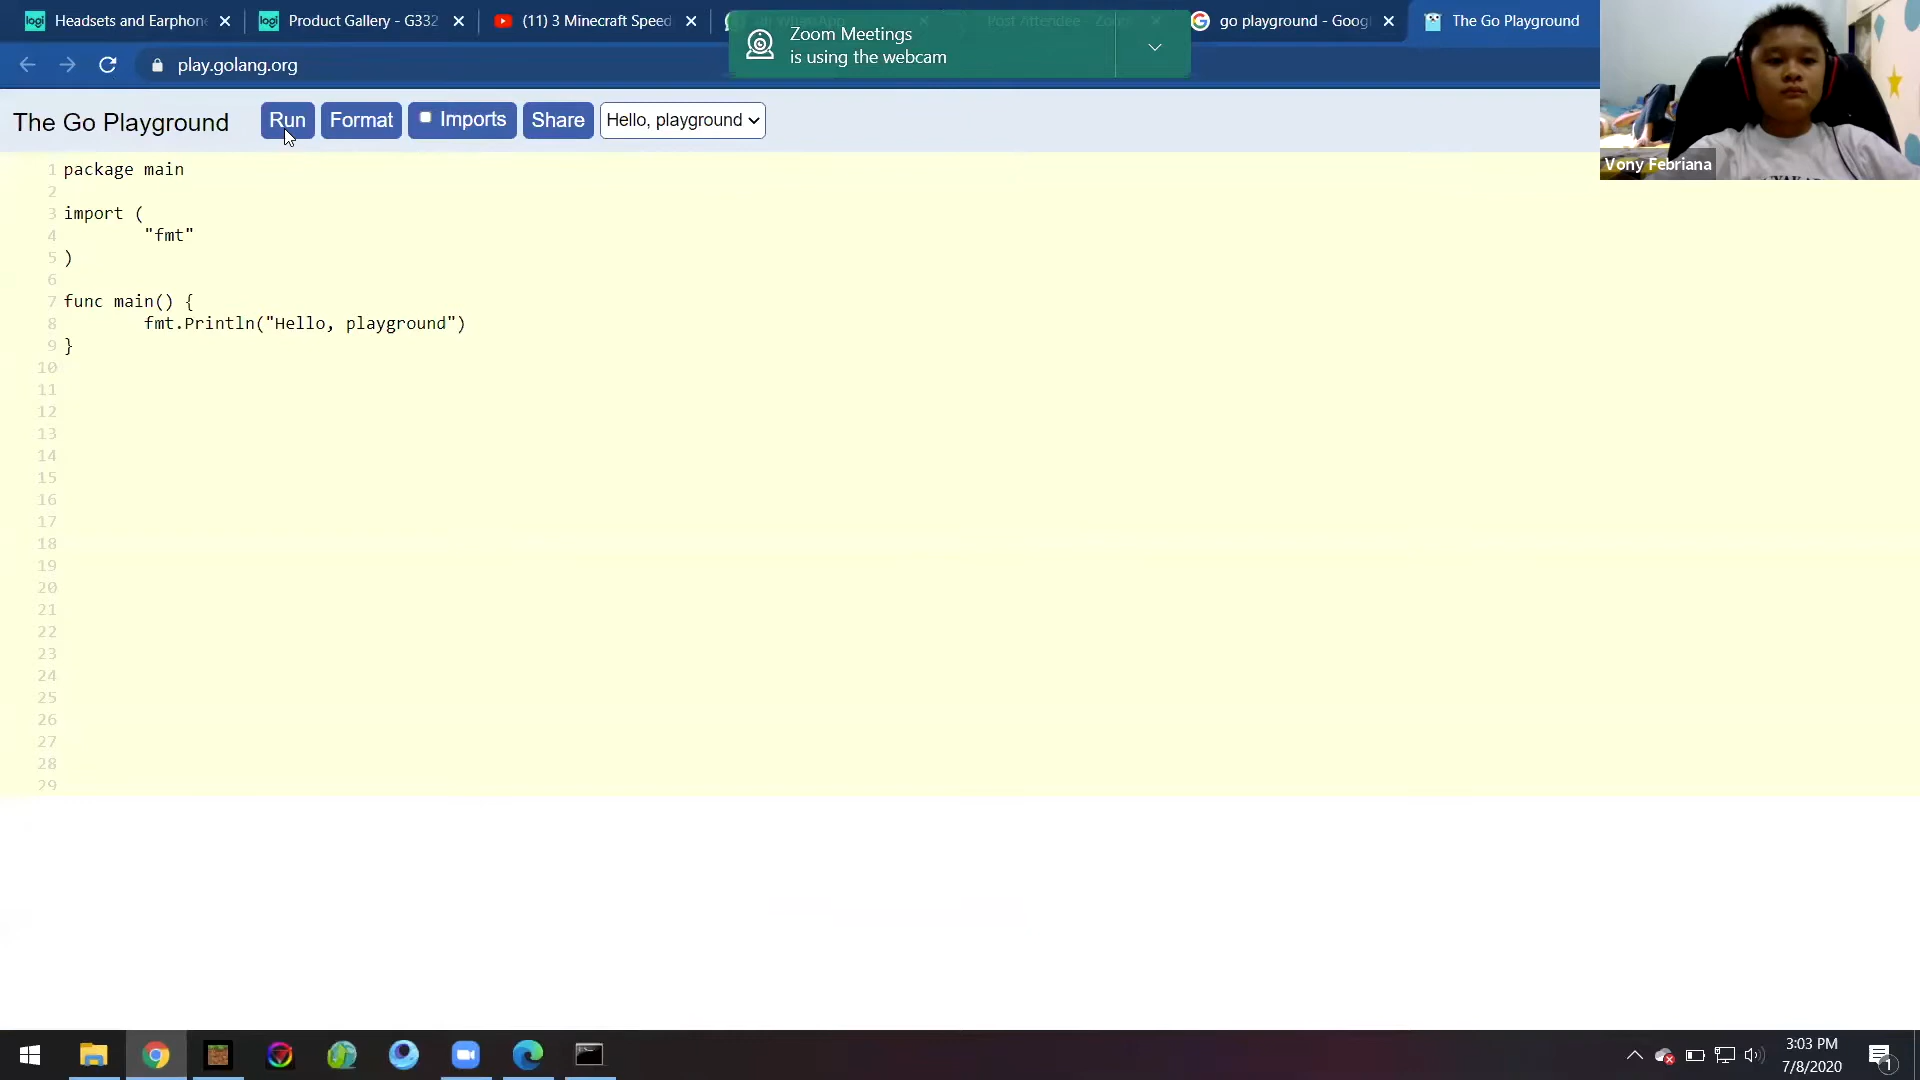 Headsets and Earphone
Product Gallery - G332
(11) 3 Minecraft Speed
go playground - Goog
The Go Playground
Zoom Meetings
is using the webcam
play.golang.org
The Go Playground
Run
Format
Imports
Share
Hello, playground
Vony Febriana
1 package main
2
3 import (
4 "fmt"
5 )
6
7 func main() {
8 fmt.Println("Hello, playground")
9 }
10
11
12
13
14
15
16
17
18
19
20
21
22
23
24
25
26
27
28
29
3:03 PM
7/8/2020
1